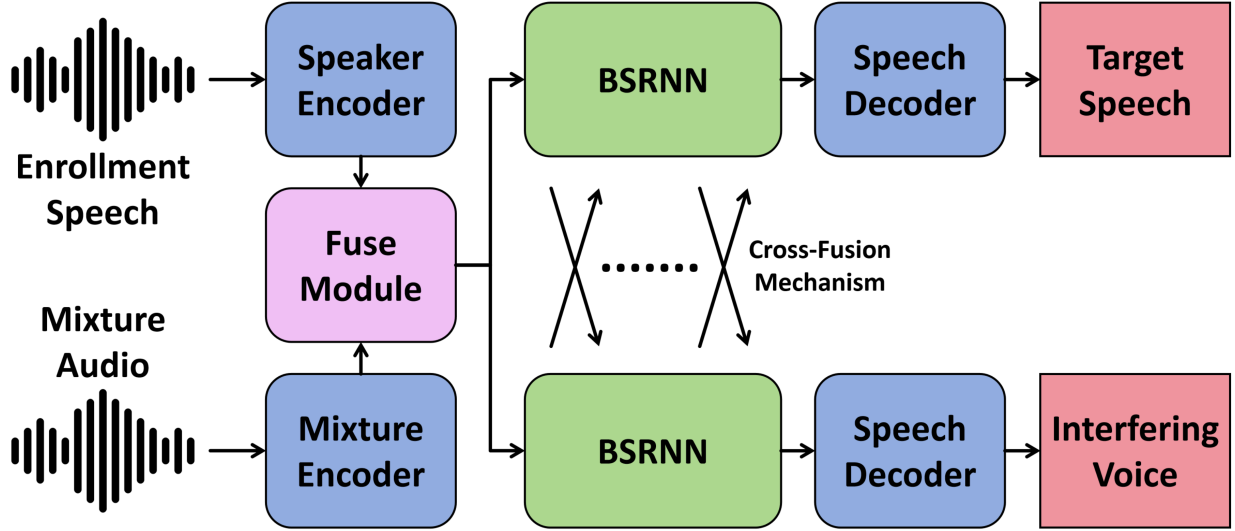 Enrollment
Speech
Speaker
Encoder
BSRNN
Speech
Decoder
Target
Speech
Fuse
Module
Cross-Fusion
Mechanism
Mixture
Audio
Mixture
Encoder
BSRNN
Speech
Decoder
Interfering
Voice